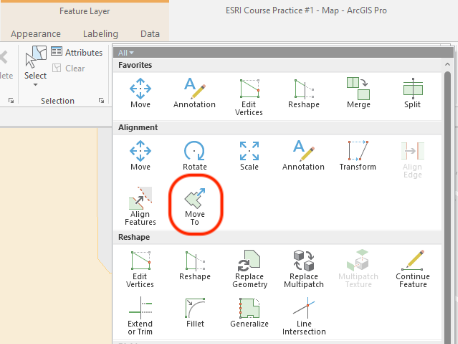 Feature Layer
ESRI Course Practice #1 - Map - ArcGIS Pro
Appearance Labeling Data
Select
Attributes
Clear
Selection
All
Favorites
Move Annotation Edit Vertices Reshape Merge Split
Alignment
Move Rotate Scale Annotation Transform Align Edge
Align Features Move To
Reshape
Edit Vertices Reshape Replace Geometry Replace Multipatch Multipatch Texture Continue Feature
Extend or Trim Fillet Generalize Line Intersection